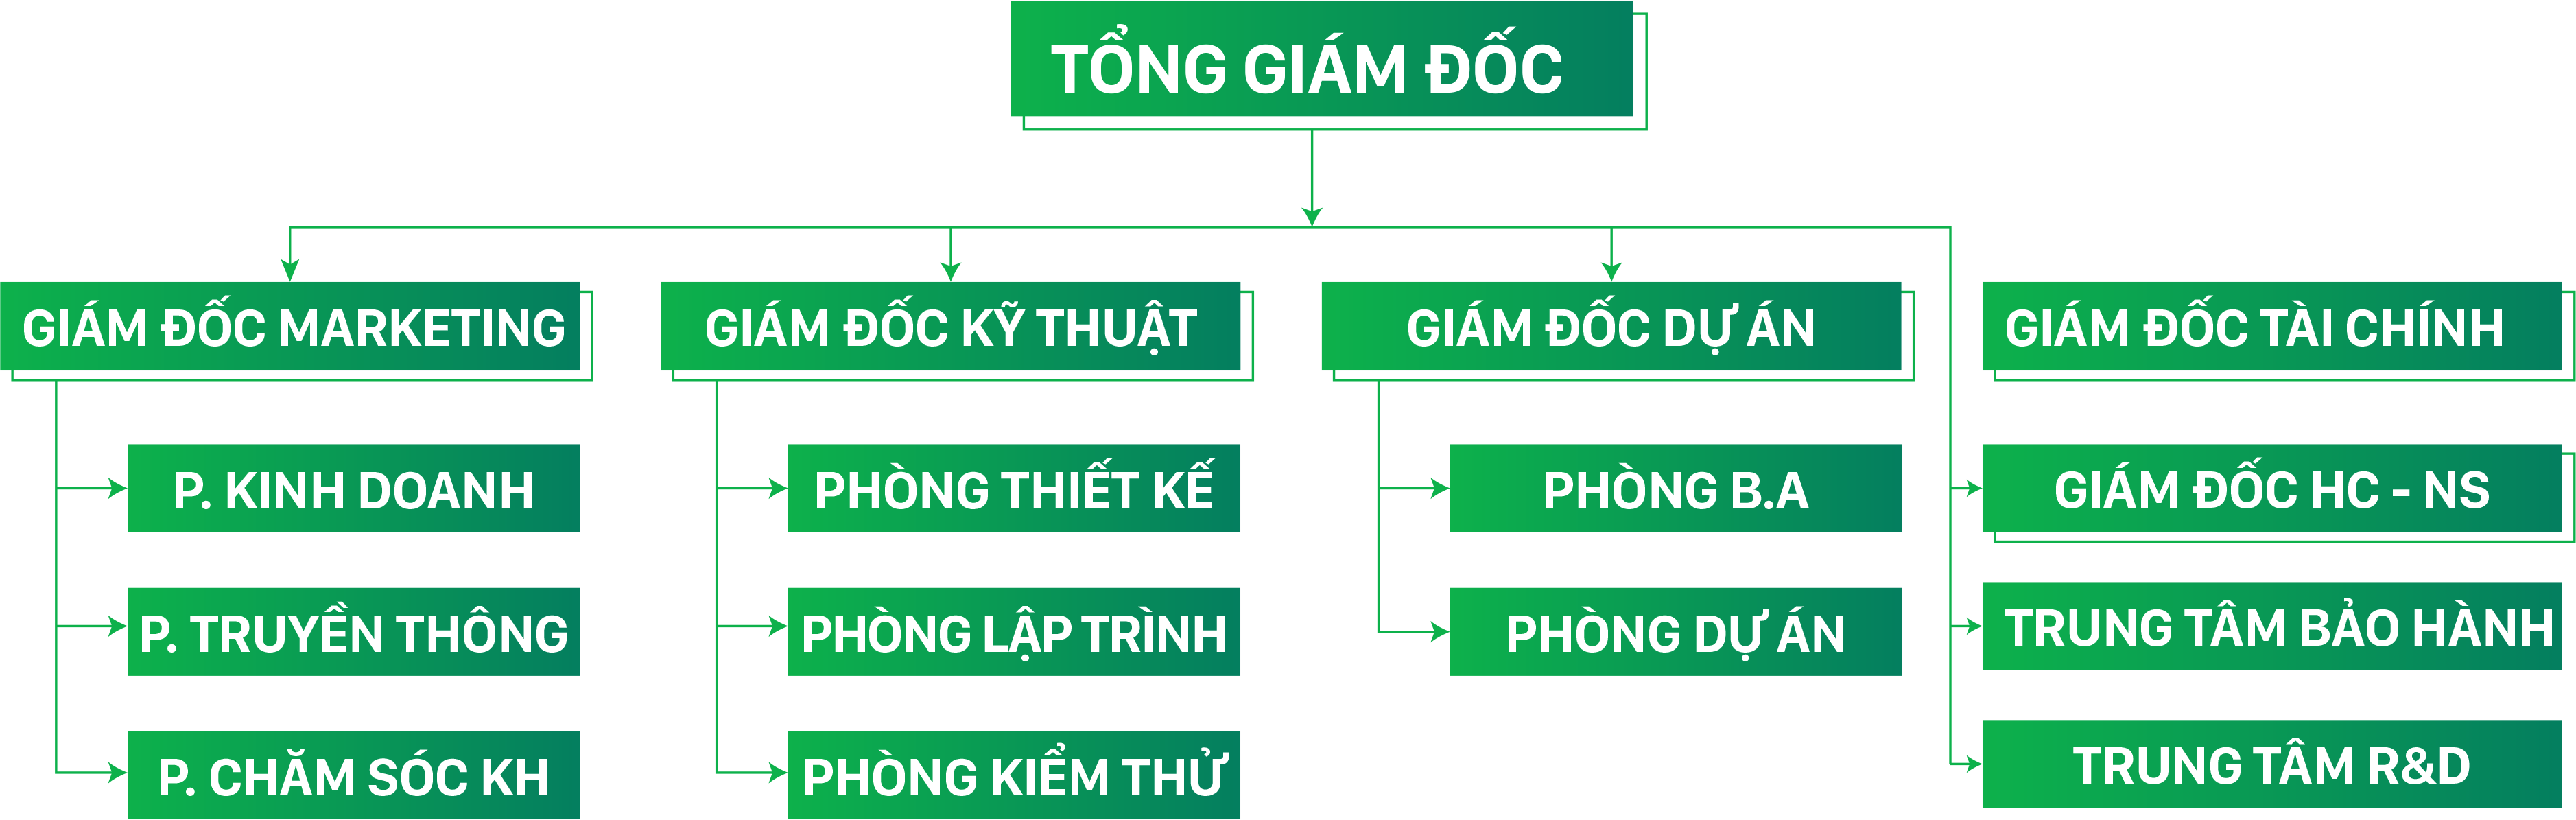 TỔNG GIÁM ĐỐC
GIÁM ĐỐC MARKETING
P. KINH DOANH
P. TRUYỀN THÔNG
P. CHĂM SÓC KH
GIÁM ĐỐC KỸ THUẬT
PHÒNG THIẾT KẾ
PHÒNG LẬP TRÌNH
PHÒNG KIỂM THỬ
GIÁM ĐỐC DỰ ÁN
PHÒNG B.A
PHÒNG DỰ ÁN
GIÁM ĐỐC TÀI CHÍNH
GIÁM ĐỐC HC - NS
TRUNG TÂM BẢO HÀNH
TRUNG TÂM R&D